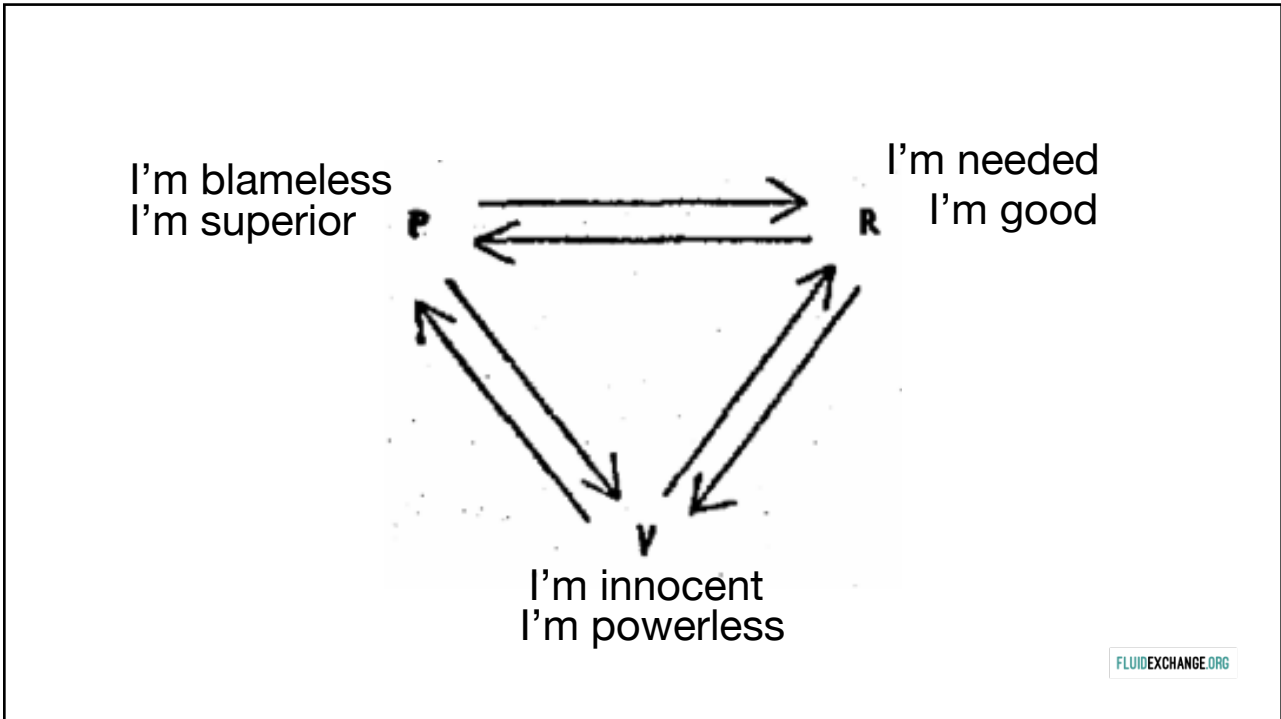 I’m blameless
I’m superior
P
I’m needed
I’m good
R
V
I’m innocent
I’m powerless
FLUIDEXCHANGE.ORG